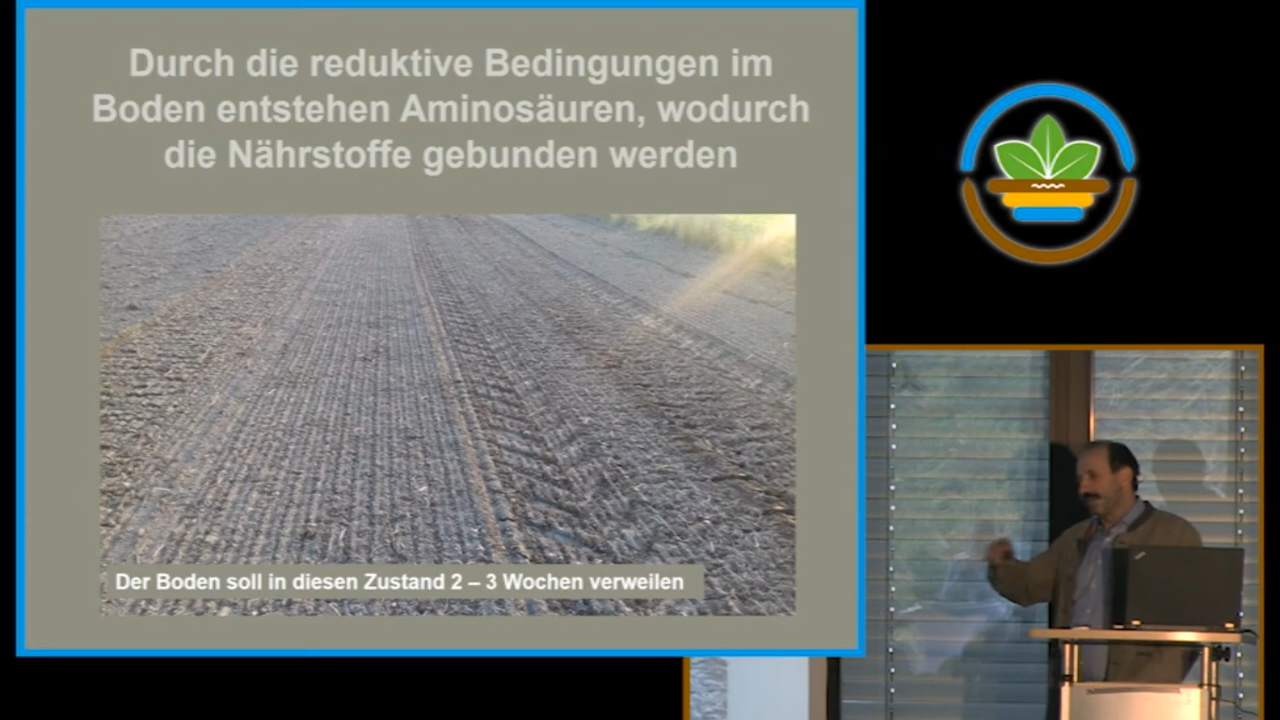 Durch die reduktive Bedingungen im
Boden entstehen Aminosäuren, wodurch
die Nährstoffe gebunden werden
Der Boden soll in diesen Zustand 2 – 3 Wochen verweilen